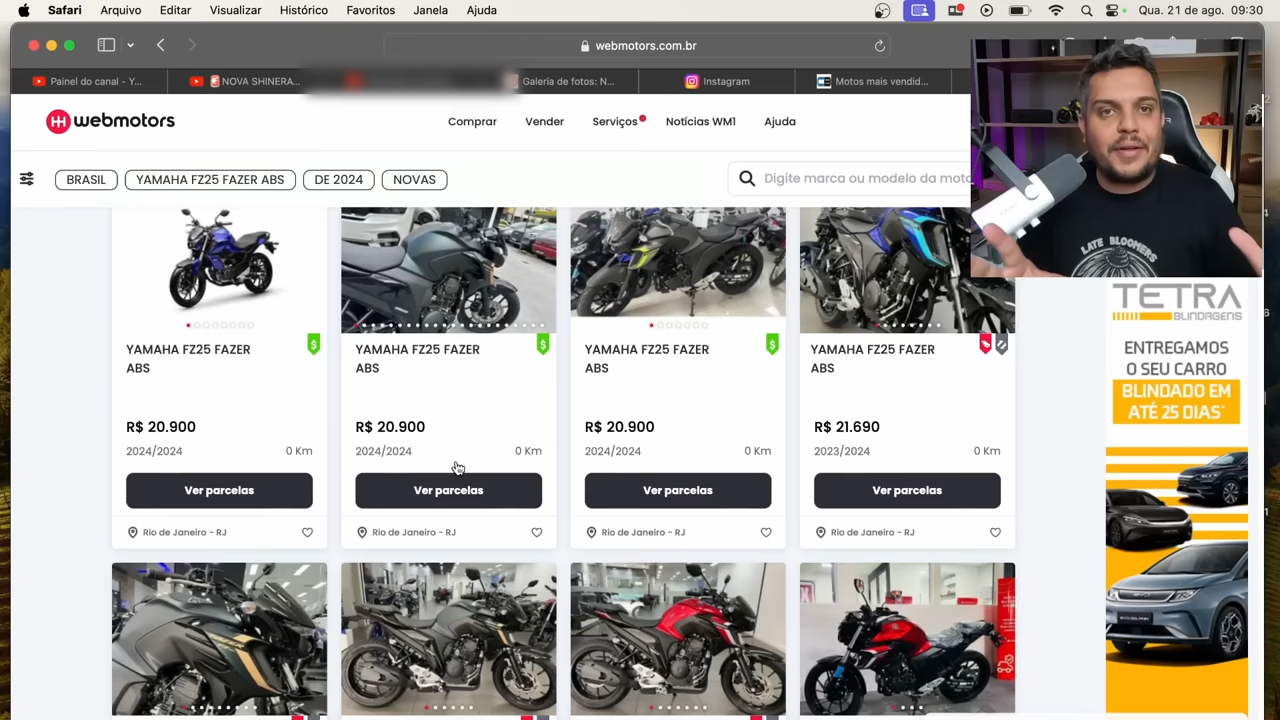 Safari Arquivo Editar Visualizar Histórico Favoritos Janela Ajuda Qua. 21 de ago. 09:30
webmotors.com.br
Painel do canal - Y... NOVA SHINERA... Galeria de fotos: N... Instagram Motos mais vendid...
webmotors Comprar Vender Serviços Notícias WM1 Ajuda
BRASIL YAMAHA FZ25 FAZER ABS DE 2024 NOVAS Digite marca ou modelo da moto
LATE BLOOMERS
YAMAHA FZ25 FAZER ABS
R$ 20.900
2024/2024 0 Km
Ver parcelas
Rio de Janeiro - RJ
YAMAHA FZ25 FAZER ABS
R$ 20.900
2024/2024 0 Km
Ver parcelas
Rio de Janeiro - RJ
YAMAHA FZ25 FAZER ABS
R$ 20.900
2024/2024 0 Km
Ver parcelas
Rio de Janeiro - RJ
YAMAHA FZ25 FAZER ABS
R$ 21.690
2023/2024 0 Km
Ver parcelas
Rio de Janeiro - RJ
TETRA
BLINDAGENS
ENTREGAMOS
O SEU CARRO
BLINDADO EM
ATÉ 25 DIAS*